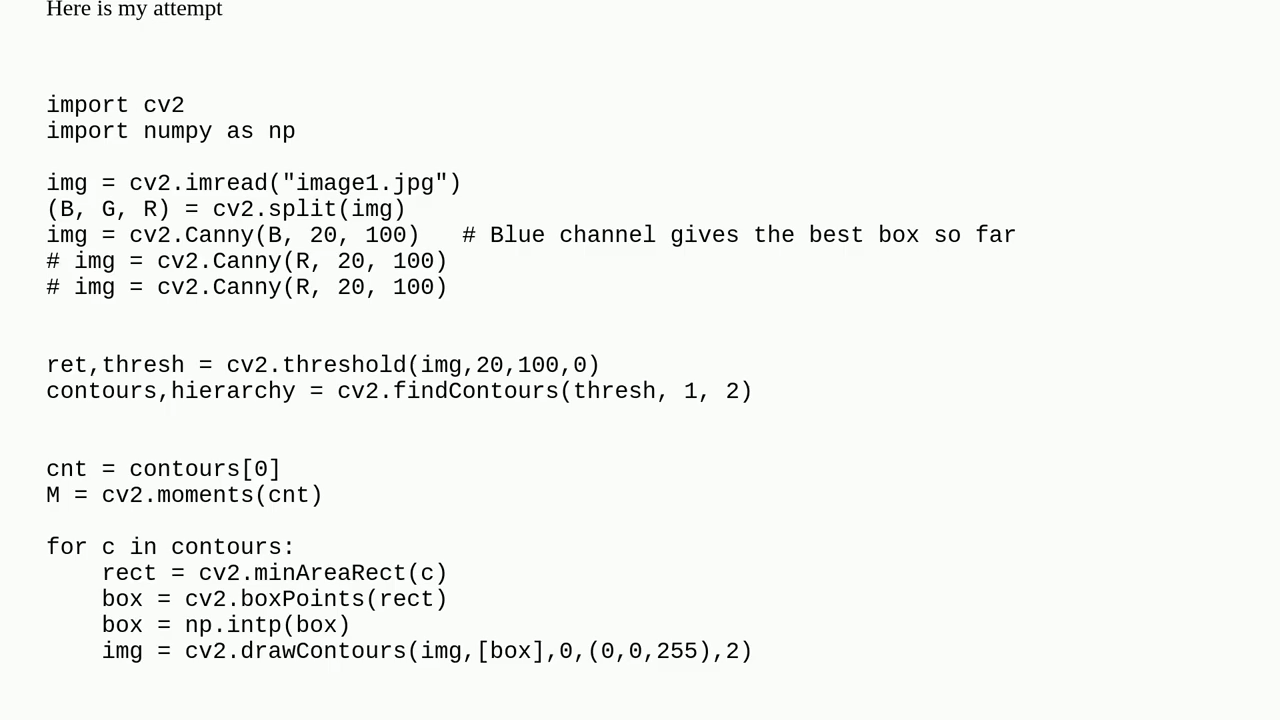 Here is my attempt
import cv2
import numpy as np
img = cv2.imread("image1.jpg")
(B, G, R) = cv2.split(img)
img = cv2.Canny(B, 20, 100)   # Blue channel gives the best box so far
# img = cv2.Canny(R, 20, 100)
# img = cv2.Canny(R, 20, 100)
ret,thresh = cv2.threshold(img,20,100,0)
contours,hierarchy = cv2.findContours(thresh, 1, 2)
cnt = contours[0]
M = cv2.moments(cnt)
for c in contours:
    rect = cv2.minAreaRect(c)
    box = cv2.boxPoints(rect)
    box = np.intp(box)
    img = cv2.drawContours(img,[box],0,(0,0,255),2)